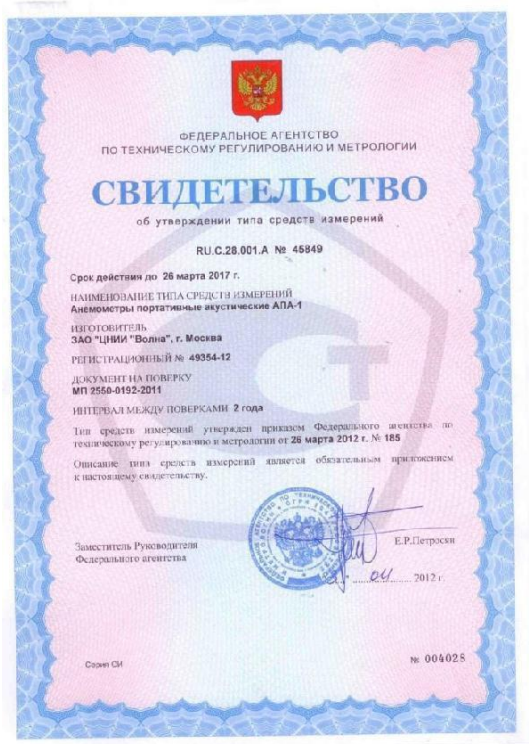 ФЕДЕРАЛЬНОЕ АГЕНТСТВО
ПО ТЕХНИЧЕСКОМУ РЕГУЛИРОВАНИЮ И МЕТРОЛОГИИ
СВИДЕТЕЛЬСТВО
об утверждении типа средств измерений
RU.C.28.001.A № 45849
Срок действия до 26 марта 2017 г.
НАИМЕНОВАНИЕ ТИПА СРЕДСТВ ИЗМЕРЕНИЙ
Анемометры портативные акустические АПА-1
ИЗГОТОВИТЕЛЬ
ЗАО "ЦНИИ "Волна", г. Москва
РЕГИСТРАЦИОННЫЙ № 49354-12
ДОКУМЕНТ НА ПОВЕРКУ
МП 2550-0192-2011
ИНТЕРВАЛ МЕЖДУ ПОВЕРКАМИ 2 года
Тип средств измерений утвержден приказом Федерального агентства по
техническому регулированию и метрологии от 26 марта 2012 г. № 185
Описание типа средств измерений является обязательным приложением
к настоящему свидетельству.
Заместитель Руководителя
Федерального агентства
Е.Р.Петросян
04 2012 г.
Серия СИ
№ 004028